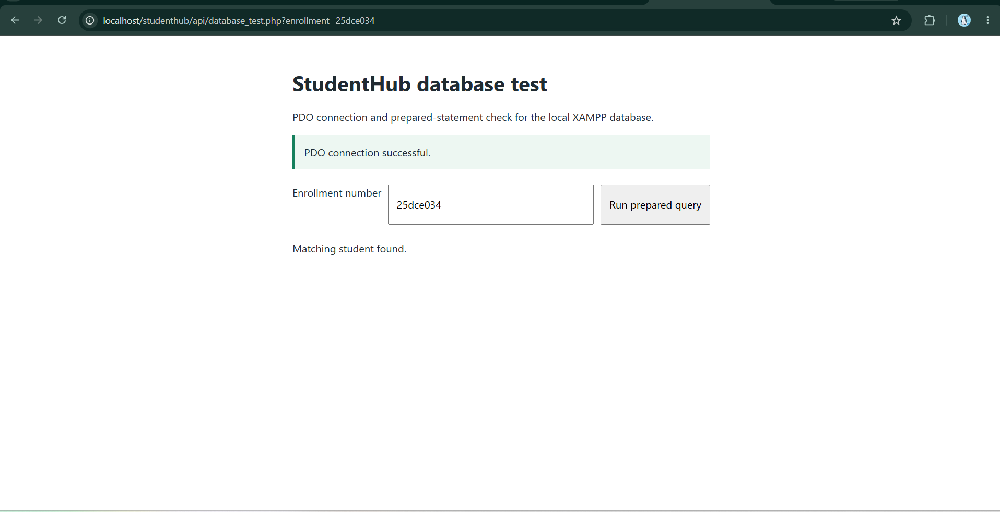 localhost/studenthub/api/database_test.php?enrollment=25dce034
StudentHub database test
PDO connection and prepared-statement check for the local XAMPP database.
PDO connection successful.
Enrollment number
25dce034
Run prepared query
Matching student found.